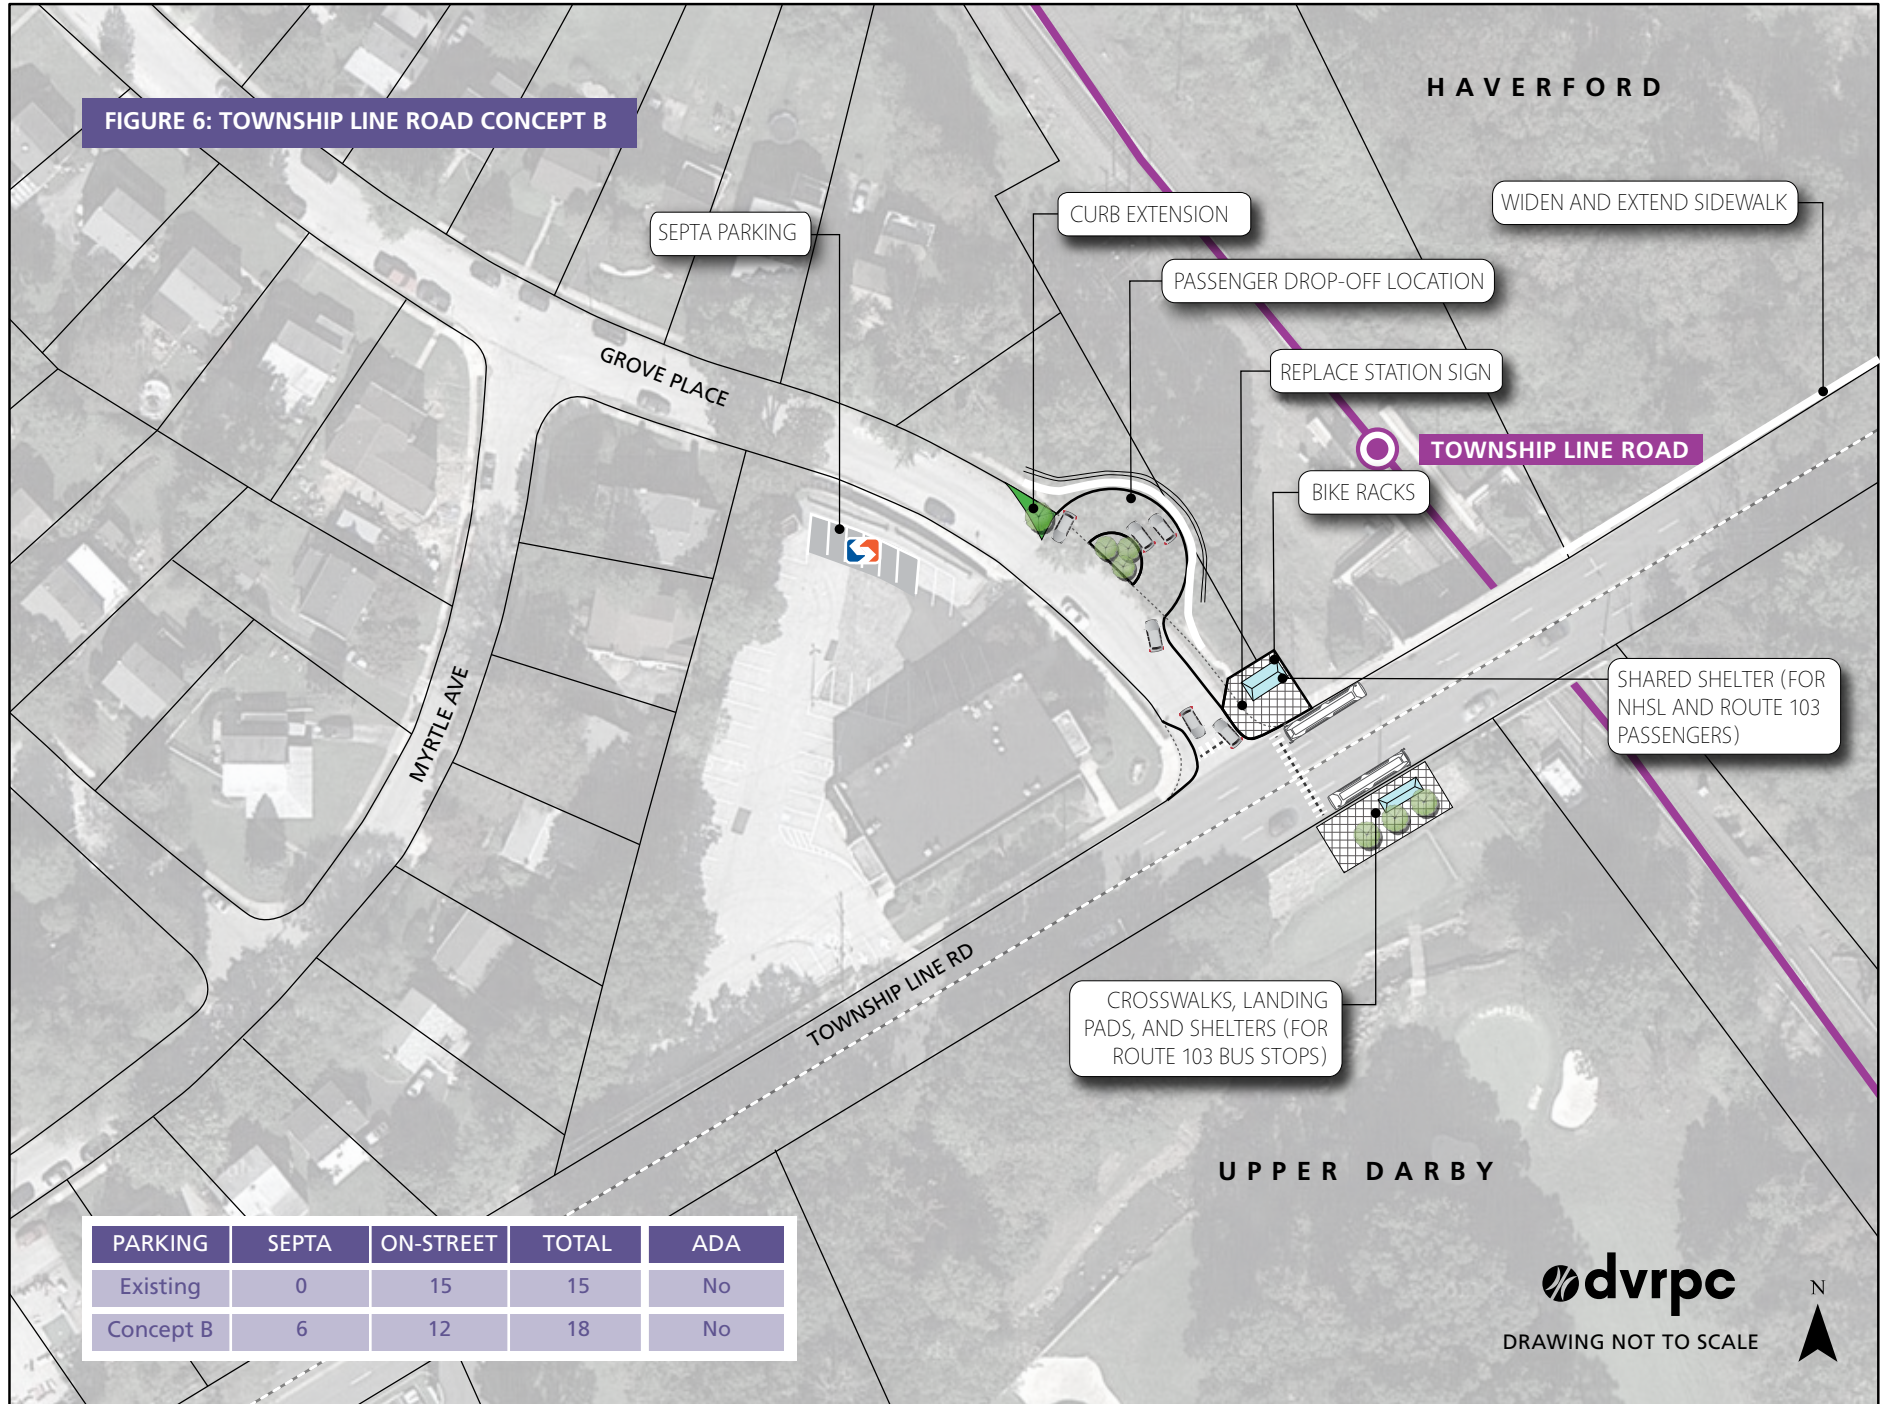 FIGURE 6: TOWNSHIP LINE ROAD CONCEPT B
HAVERFORD
WIDEN AND EXTEND SIDEWALK
CURB EXTENSION
SEPTA PARKING
PASSENGER DROP-OFF LOCATION
REPLACE STATION SIGN
GROVE PLACE
TOWNSHIP LINE ROAD
BIKE RACKS
SHARED SHELTER (FOR
NHSL AND ROUTE 103
PASSENGERS)
MYRTLE AVE
TOWNSHIP LINE RD
CROSSWALKS, LANDING
PADS, AND SHELTERS (FOR
ROUTE 103 BUS STOPS)
UPPER DARBY
PARKING SEPTA ON-STREET TOTAL ADA
Existing 0 15 15 No
Concept B 6 12 18 No
dvrpc
N
DRAWING NOT TO SCALE